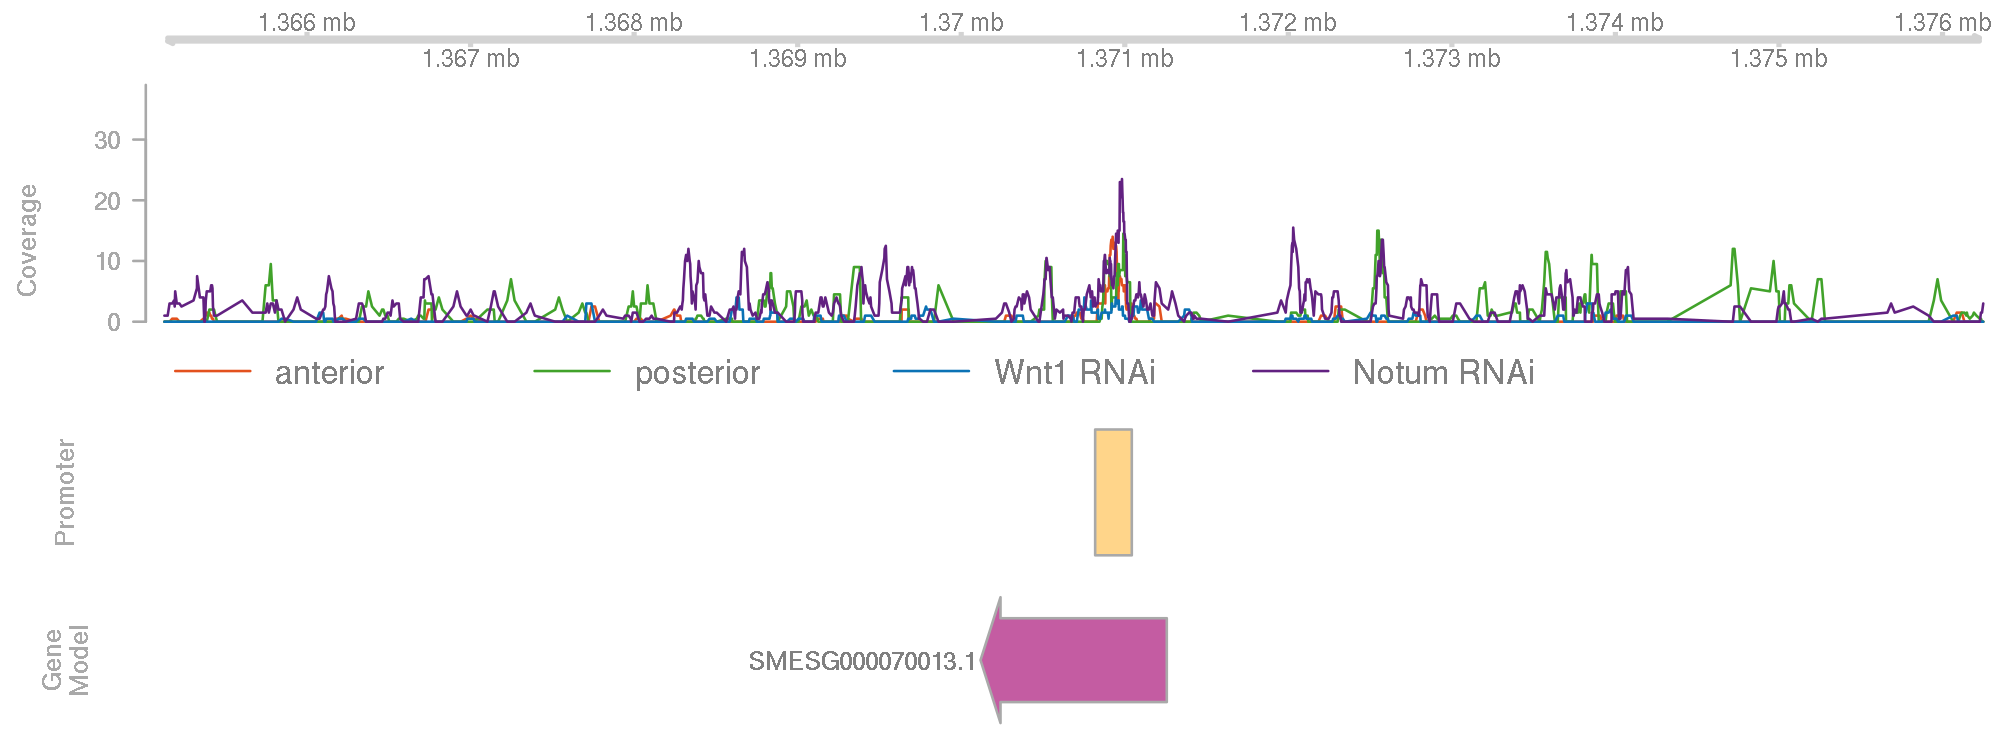 1.366 mb 1.368 mb 1.37 mb 1.372 mb 1.374 mb 1.376 mb
1.367 mb 1.369 mb 1.371 mb 1.373 mb 1.375 mb
Coverage
30
20
10
0
anterior posterior Wnt1 RNAi Notum RNAi
Promoter
Gene
Model
SMESG000070013.1